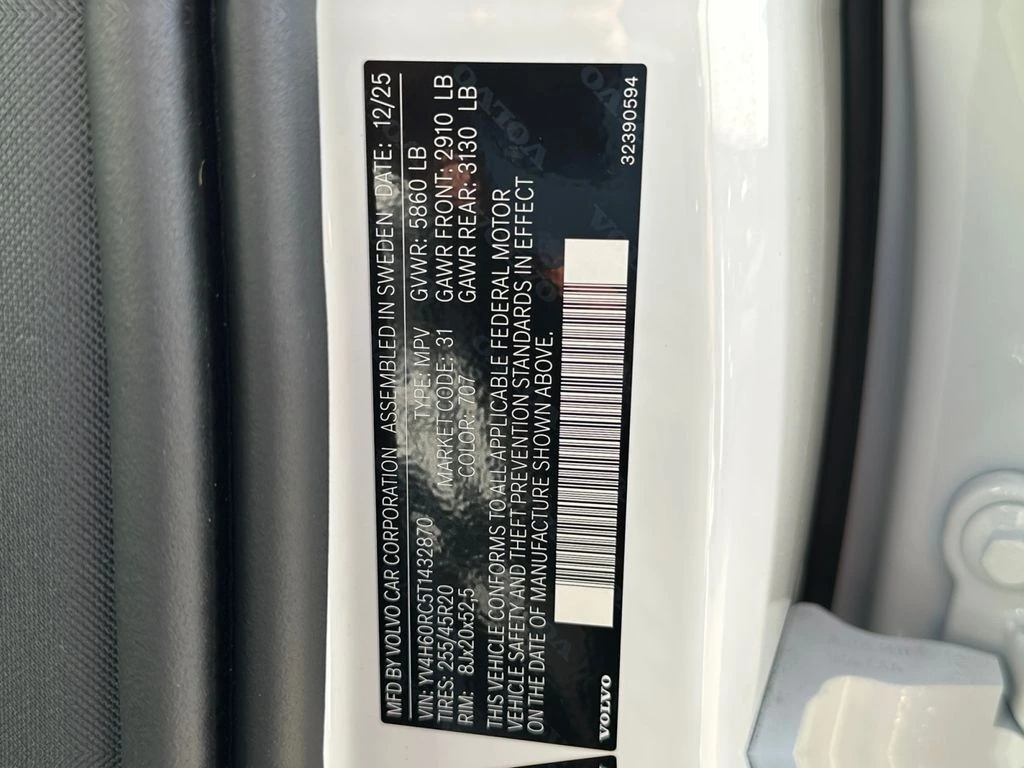 MFD BY VOLVO CAR CORPORATION ASSEMBLED IN SWEDEN DATE: 12/25
VIN: YV4H60RC5T1432870 TYPE: MPV GVWR: 5860 LB
TIRES: 255/45R20 MARKET CODE: 31 GAWR FRONT: 2910 LB
RIM: 8Jx20x52,5 COLOR: 707 GAWR REAR: 3130 LB
THIS VEHICLE CONFORMS TO ALL APPLICABLE FEDERAL MOTOR
VEHICLE SAFETY AND THEFT PREVENTION STANDARDS IN EFFECT
ON THE DATE OF MANUFACTURE SHOWN ABOVE.
VOLVO
32390594